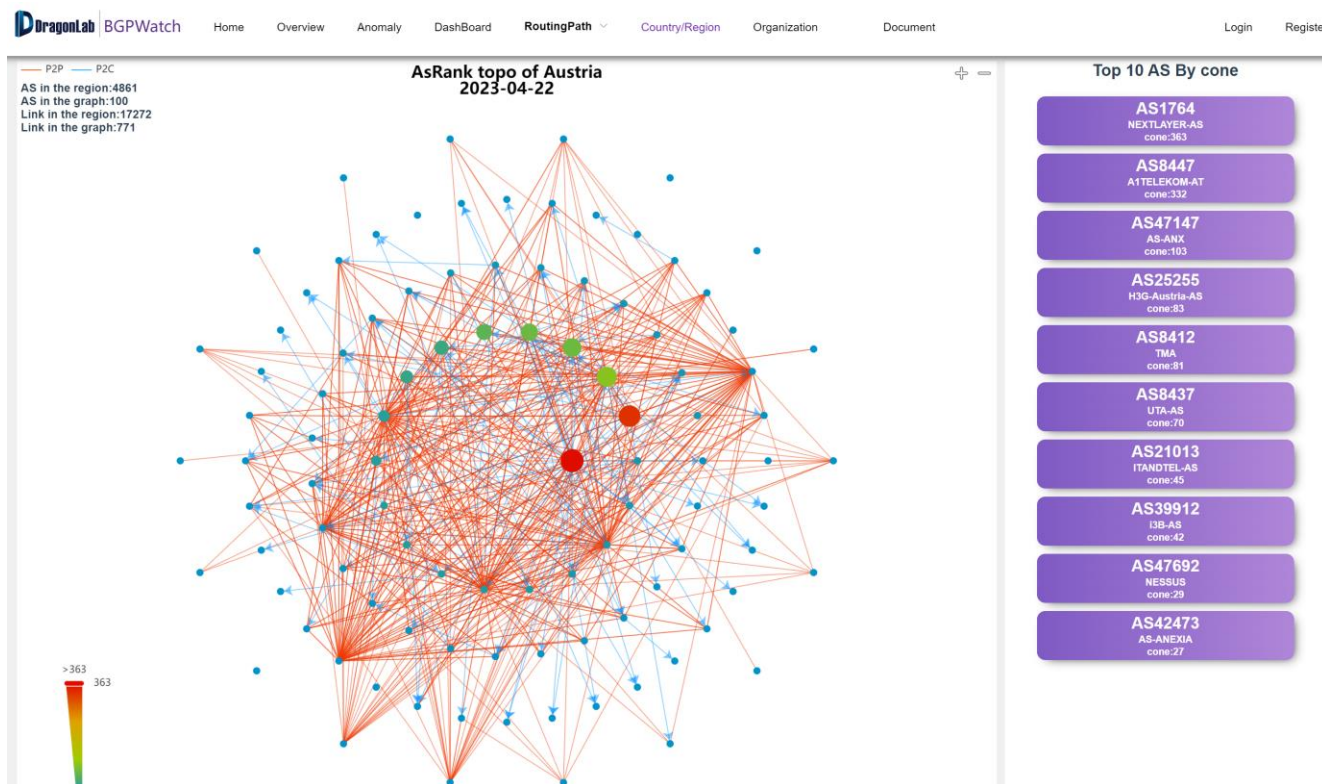 DragonLab BGPWatch Home Overview Anomaly DashBoard RoutingPath Country/Region Organization Document Login Registe
P2P P2C
AS in the region:4861
AS in the graph:100
Link in the region:17272
Link in the graph:771
AsRank topo of Austria
2023-04-22
>363
363
Top 10 AS By cone
AS1764
NEXTLAYER-AS
cone:363
AS8447
A1TELEKOM-AT
cone:332
AS47147
AS-ANX
cone:103
AS25255
H3G-Austria-AS
cone:83
AS8412
TMA
cone:81
AS8437
UTA-AS
cone:70
AS21013
ITANDTEL-AS
cone:45
AS39912
i3B-AS
cone:42
AS47692
NESSUS
cone:29
AS42473
AS-ANEXIA
cone:27